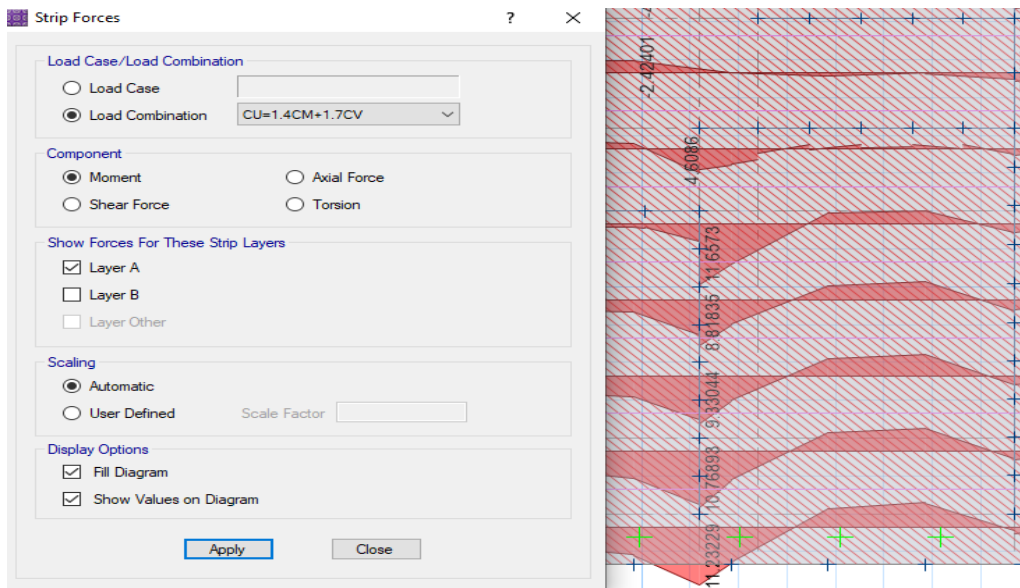 Strip Forces
?
Load Case/Load Combination
Load Case
Load Combination
CU=1.4CM+1.7CV
Component
Moment
Axial Force
Shear Force
Torsion
Show Forces For These Strip Layers
Layer A
Layer B
Layer Other
Scaling
Automatic
User Defined
Scale Factor
Display Options
Fill Diagram
Show Values on Diagram
Apply
Close
-2.42401
4.6086
11.6573
8.81835
9.33044
10.76893
11.23229